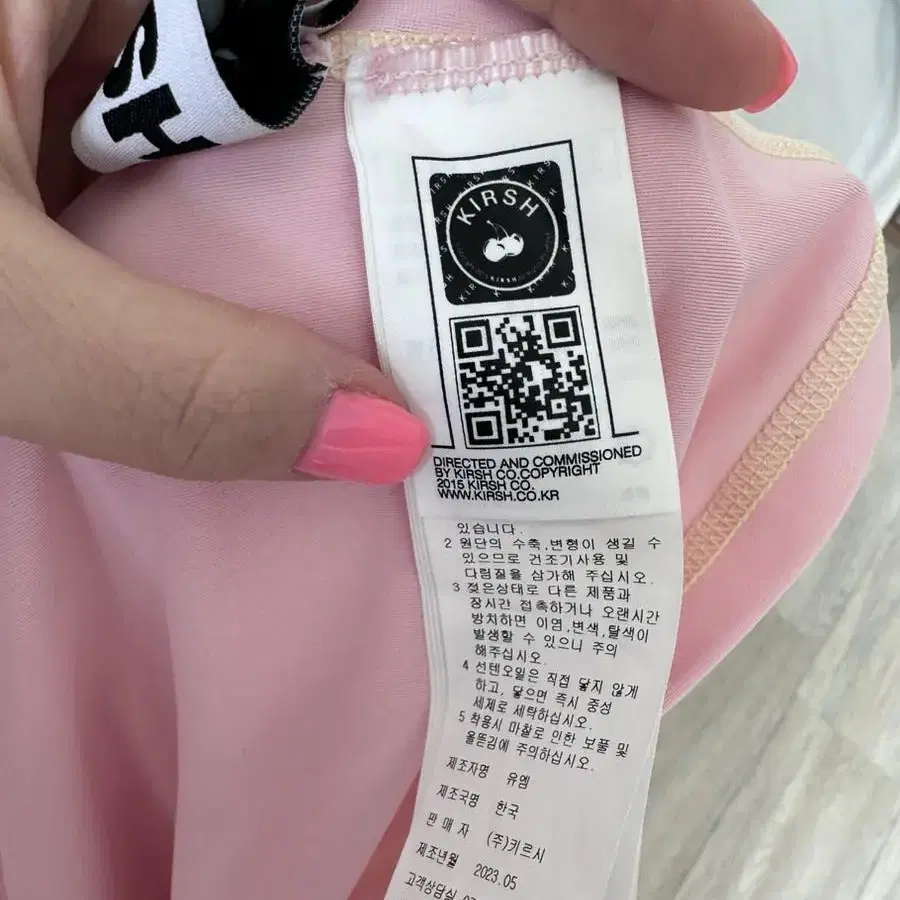 SH
KIRSH
DIRECTED AND COMMISSIONED
BY KIRSH CO.COPYRIGHT
2015 KIRSH CO.
WWW.KIRSH.CO.KR
있습니다.
2 원단의 수축,변형이 생길 수
있으므로 건조기사용 및
다림질을 삼가해 주십시오.
3 젖은상태로 다른 제품과
장시간 접촉하거나 오랜시간
방치하면 이염,변색,탈색이
발생할 수 있으니 주의
해주십시오.
4 선텐오일은 직접 닿지 않게
하고, 닿으면 즉시 중성
세제로 세탁하십시오.
5 착용시 마찰로 인한 보풀 및
올뜯김에 주의하십시오.
제조자명 유엠
제조국명 한국
판 매 자 (주)키르시
제조년월 2023.05
고객상담실